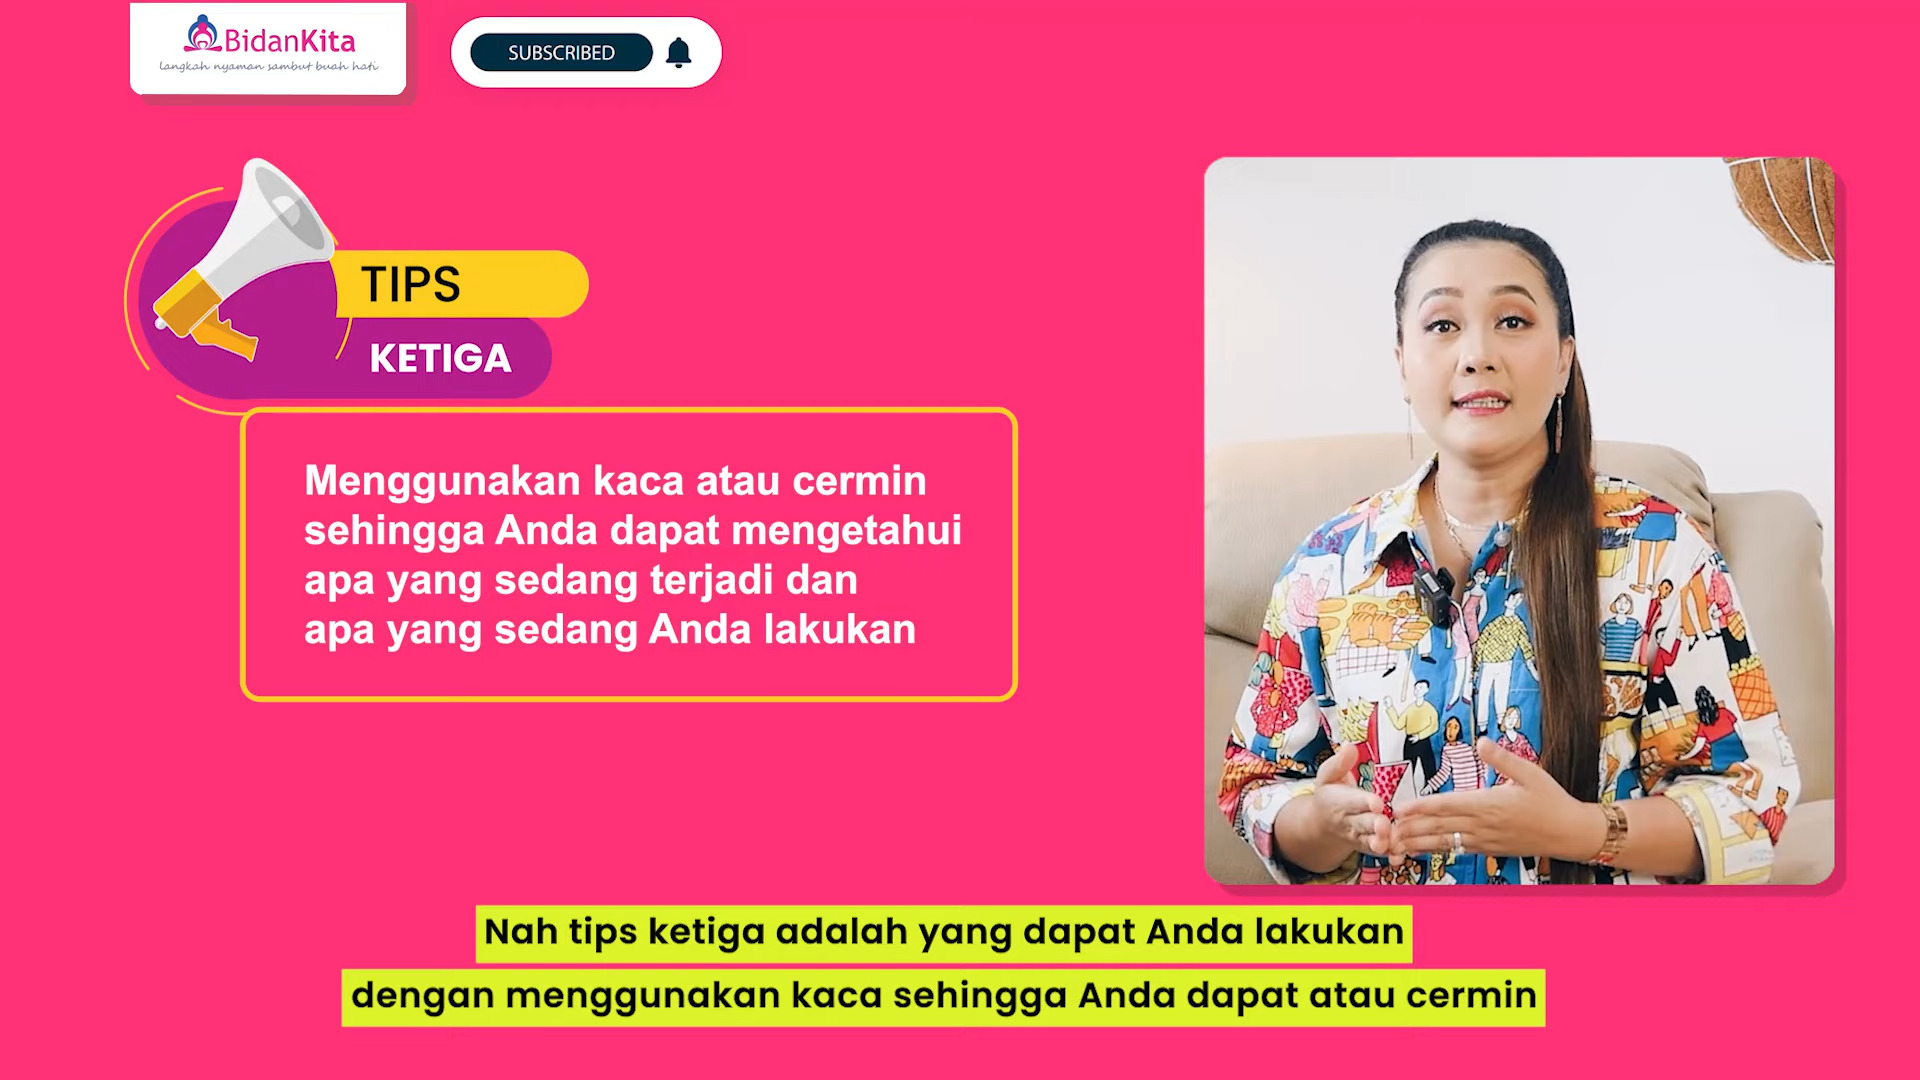 BidanKita
langkah nyaman sambut buah hati
SUBSCRIBED
TIPS
KETIGA
Menggunakan kaca atau cermin
sehingga Anda dapat mengetahui
apa yang sedang terjadi dan
apa yang sedang Anda lakukan
Nah tips ketiga adalah yang dapat Anda lakukan
dengan menggunakan kaca sehingga Anda dapat atau cermin